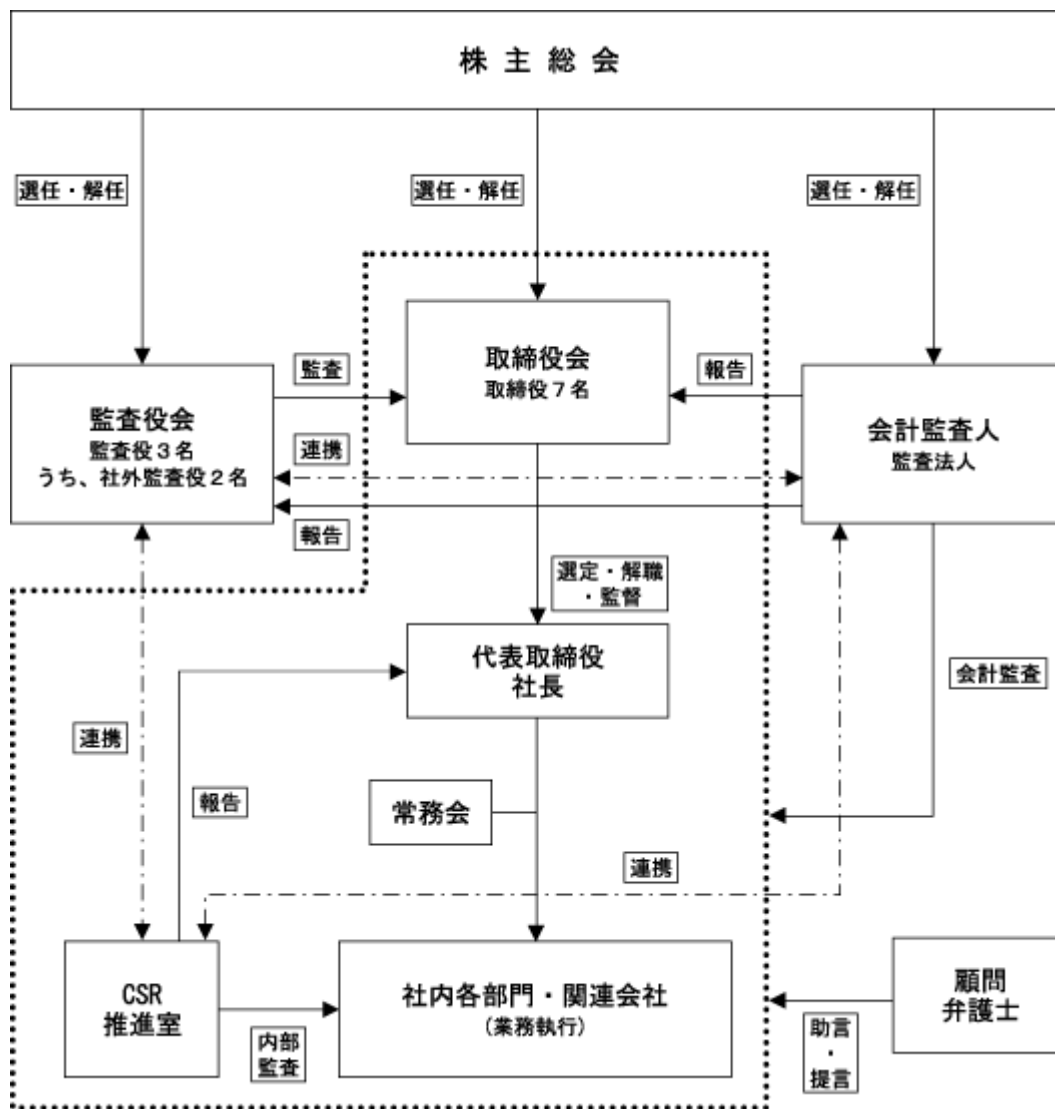 株主総会
選任・解任
選任・解任
選任・解任
取締役会
取締役７名
監査
報告
監査役会
監査役３名
うち、社外監査役２名
会計監査人
監査法人
連携
報告
選定・解職
・監督
代表取締役
社長
会計監査
連携
報告
常務会
連携
CSR
推進室
社内各部門・関連会社
(業務執行)
顧問
弁護士
内部
監査
助言
・
提言